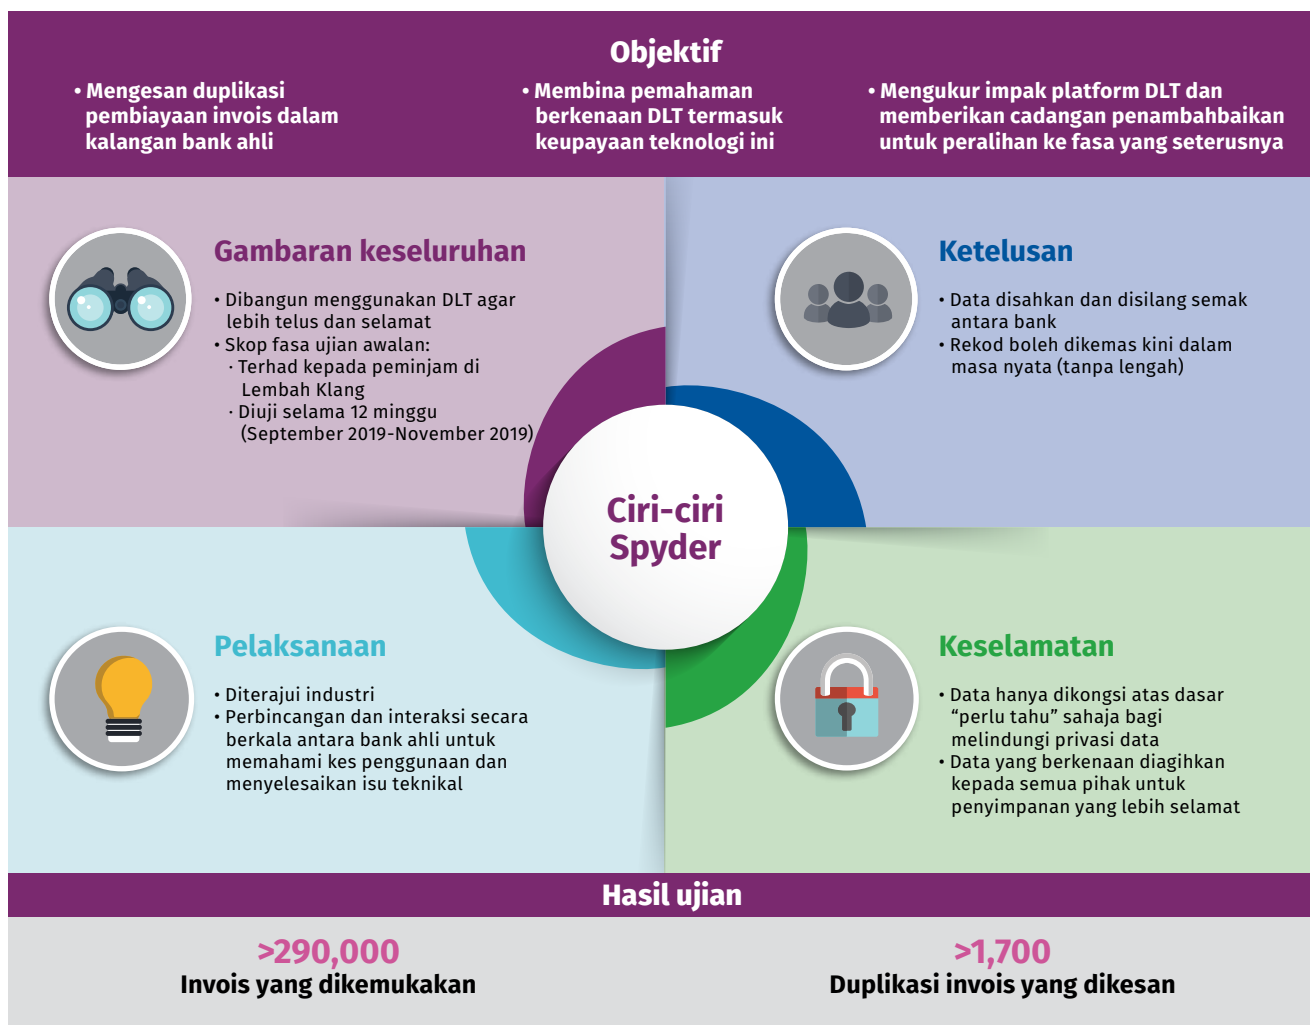 Objektif
• Mengesan duplikasi
pembiayaan invois dalam
kalangan bank ahli
• Membina pemahaman
berkenaan DLT termasuk
keupayaan teknologi ini
• Mengukur impak platform DLT dan
memberikan cadangan penambahbaikan
untuk peralihan ke fasa yang seterusnya
Gambaran keseluruhan
• Dibangun menggunakan DLT agar
lebih telus dan selamat
• Skop fasa ujian awalan:
· Terhad kepada peminjam di
Lembah Klang
· Diuji selama 12 minggu
(September 2019-November 2019)
Ketelusan
• Data disahkan dan disilang semak
antara bank
• Rekod boleh dikemas kini dalam
masa nyata (tanpa lengah)
Ciri-ciri
Spyder
Pelaksanaan
• Diterajui industri
• Perbincangan dan interaksi secara
berkala antara bank ahli untuk
memahami kes penggunaan dan
menyelesaikan isu teknikal
Keselamatan
• Data hanya dikongsi atas dasar
“perlu tahu” sahaja bagi
melindungi privasi data
• Data yang berkenaan diagihkan
kepada semua pihak untuk
penyimpanan yang lebih selamat
Hasil ujian
>290,000
Invois yang dikemukakan
>1,700
Duplikasi invois yang dikesan